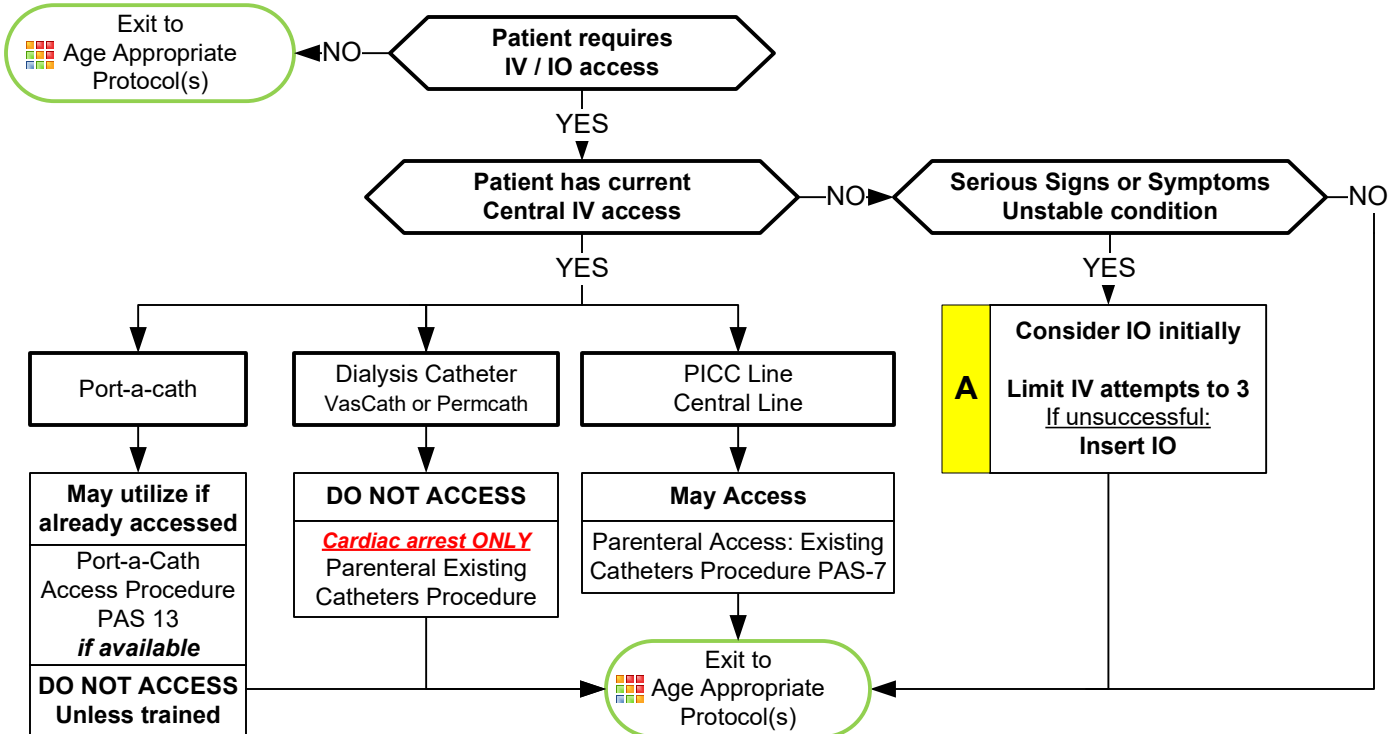 Exit to
Age Appropriate
Protocol(s)
NO
Patient requires
IV / IO access
YES
Patient has current
Central IV access
NO
Serious Signs or Symptoms
Unstable condition
NO
YES
YES
Port-a-cath
Dialysis Catheter
VasCath or Permcath
PICC Line
Central Line
A
Consider IO initially
Limit IV attempts to 3
If unsuccessful:
Insert IO
May utilize if
already accessed
Port-a-Cath
Access Procedure
PAS 13
if available
DO NOT ACCESS
Unless trained
DO NOT ACCESS
Cardiac arrest ONLY
Parenteral Existing
Catheters Procedure
May Access
Parenteral Access: Existing
Catheters Procedure PAS-7
Exit to
Age Appropriate
Protocol(s)